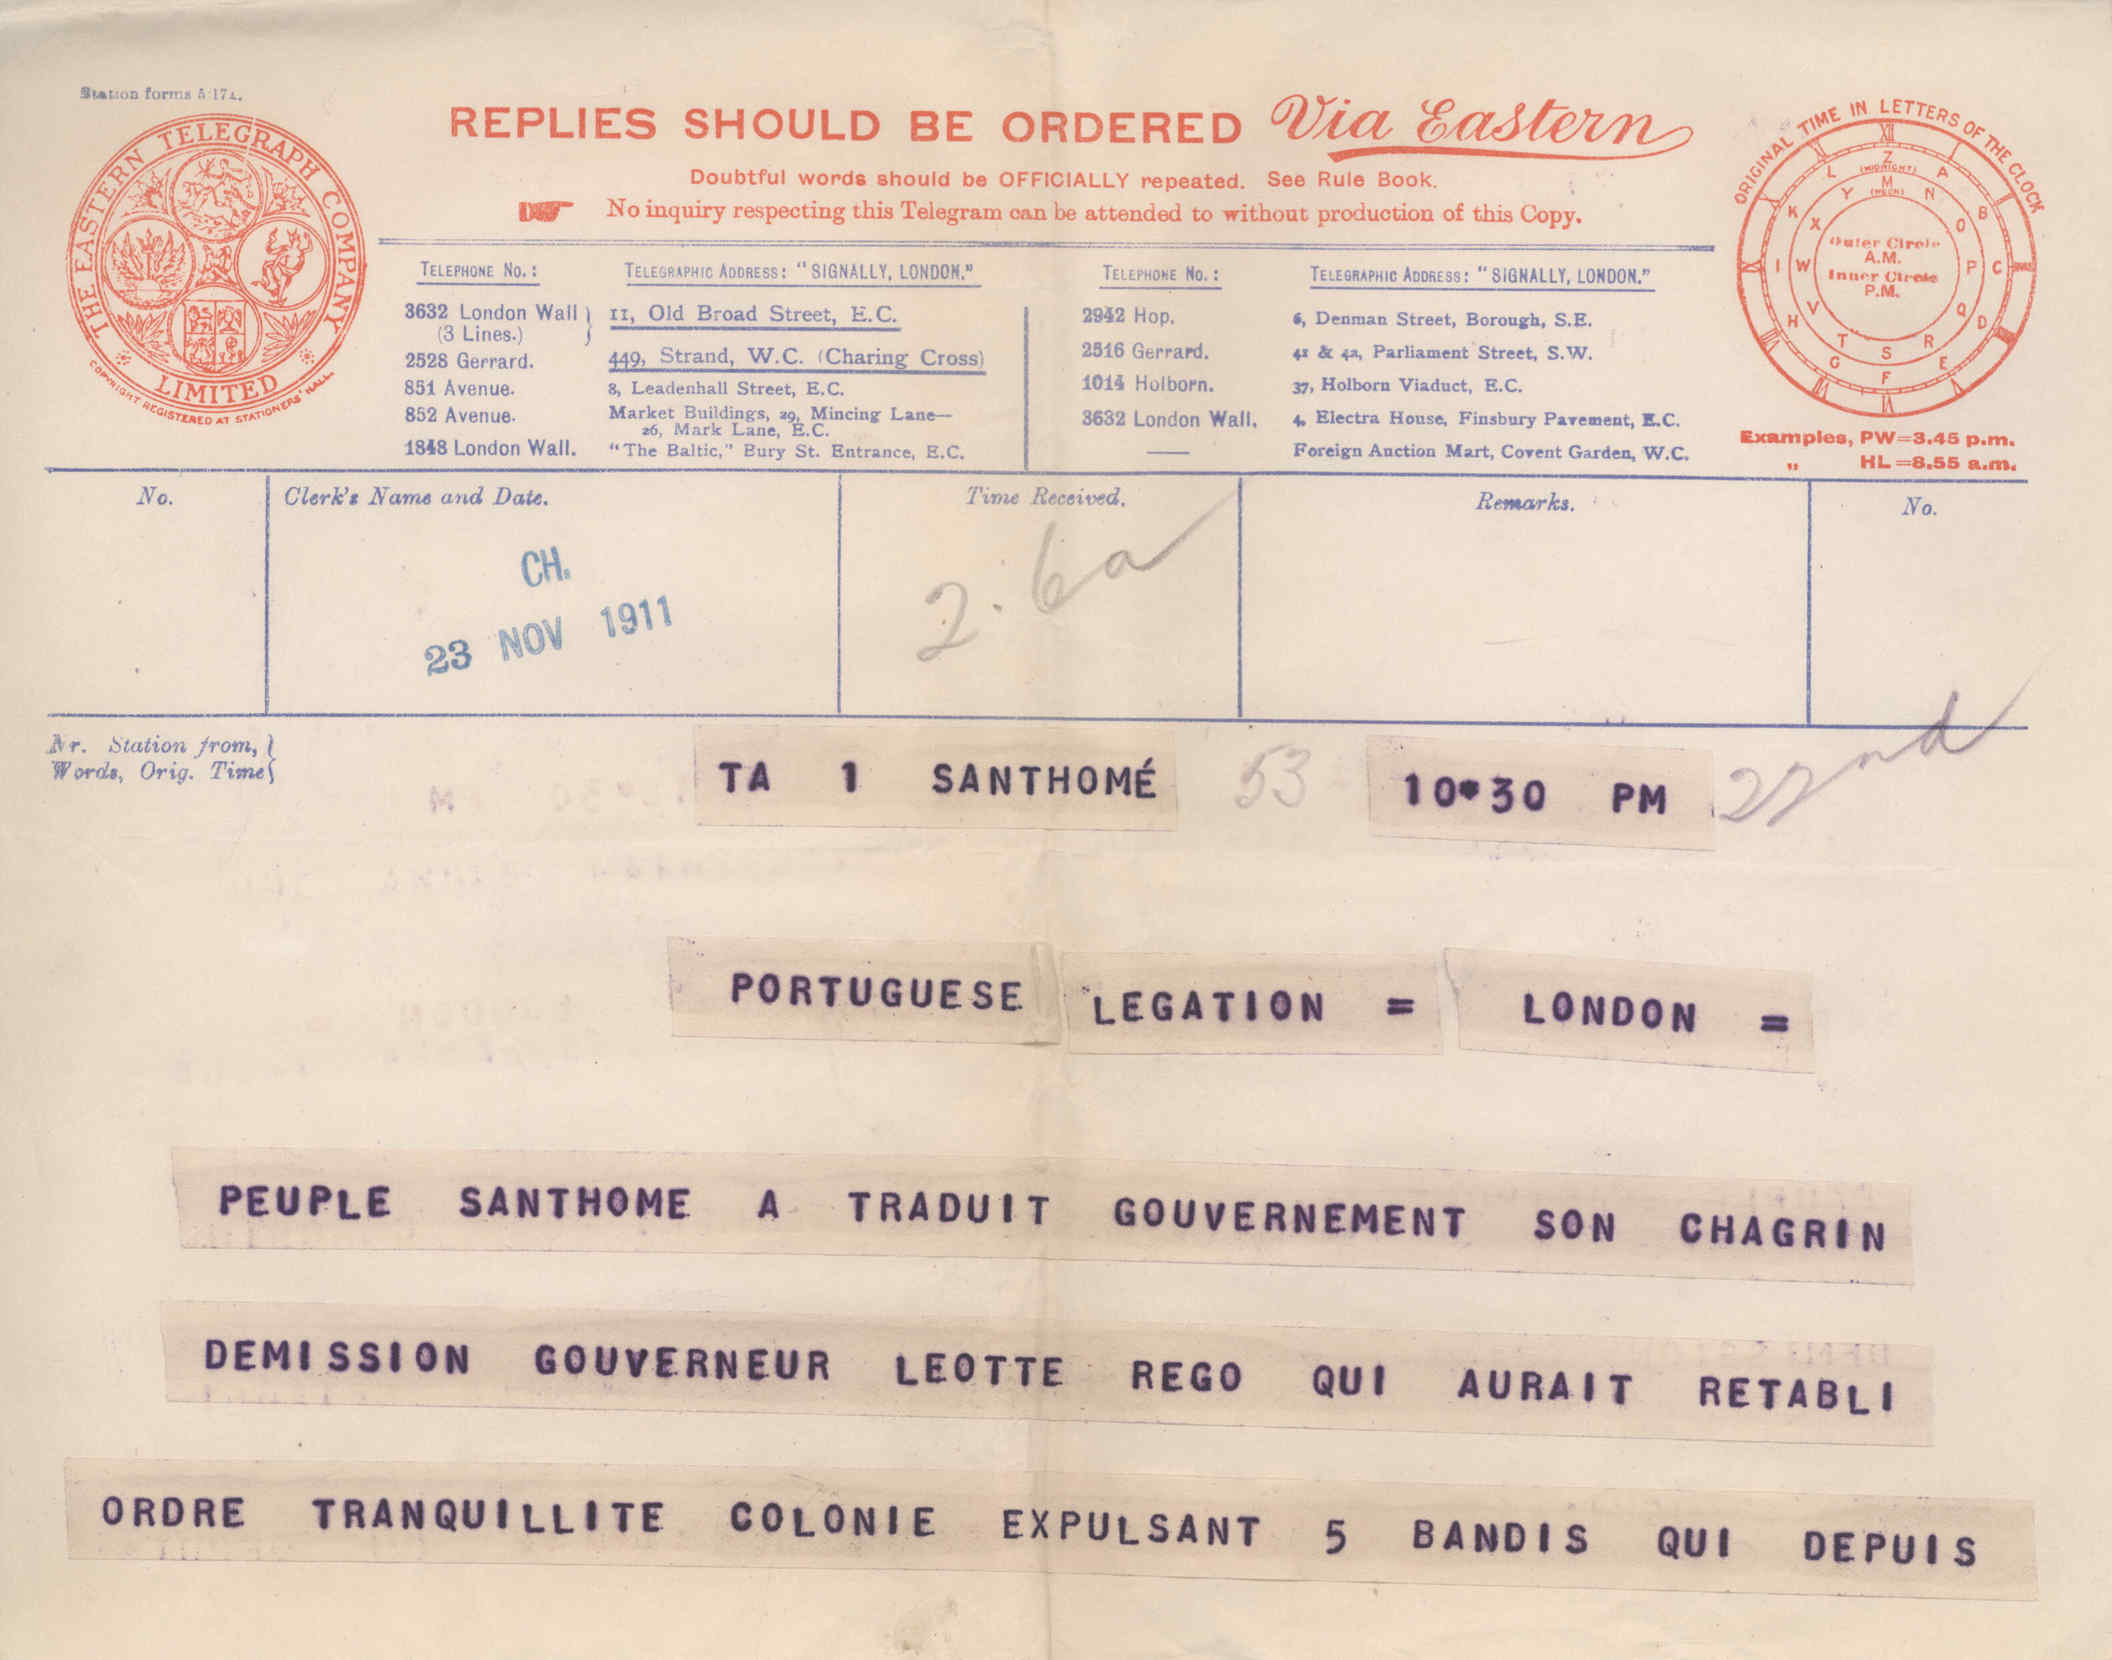 Station forms 5/174.
THE EASTERN TELEGRAPH COMPANY
LIMITED
COPYRIGHT REGISTERED AT STATIONERS' HALL.
REPLIES SHOULD BE ORDERED Via Eastern
Doubtful words should be OFFICIALLY repeated. See Rule Book.
No inquiry respecting this Telegram can be attended to without production of this Copy.
TELEPHONE No.: TELEGRAPHIC ADDRESS: "SIGNALLY, LONDON."
3632 London Wall } 11, Old Broad Street, E.C.
(3 Lines.)
2528 Gerrard. 449, Strand, W.C. (Charing Cross)
851 Avenue. 8, Leadenhall Street, E.C.
852 Avenue. Market Buildings, 29, Mincing Lane—
26, Mark Lane, E.C.
1848 London Wall. "The Baltic," Bury St. Entrance, E.C.
TELEPHONE No.: TELEGRAPHIC ADDRESS: "SIGNALLY, LONDON."
2942 Hop. 6, Denman Street, Borough, S.E.
2516 Gerrard. 41 & 42, Parliament Street, S.W.
1014 Holborn. 37, Holborn Viaduct, E.C.
3632 London Wall. 4, Electra House, Finsbury Pavement, E.C.
— Foreign Auction Mart, Covent Garden, W.C.
ORIGINAL TIME IN LETTERS OF THE CLOCK
Z
(MIDNIGHT)
A B C D E F G H I K L
M
(NOON)
N O P Q R S T V W X Y
Outer Circle
A.M.
Inner Circle
P.M.
Examples, PW=3.45 p.m.
" HL=8.55 a.m.
No. Clerk's Name and Date. Time Received. Remarks. No.
CH.
23 NOV 1911
2.6a
Nr. Station from,
Words, Orig. Time
TA 1 SANTHOMÉ 53 10•30 PM 22nd
PORTUGUESE LEGATION = LONDON =
PEUPLE SANTHOME A TRADUIT GOUVERNEMENT SON CHAGRIN
DEMISSION GOUVERNEUR LEOTTE REGO QUI AURAIT RETABLI
ORDRE TRANQUILLITE COLONIE EXPULSANT 5 BANDIS QUI DEPUIS